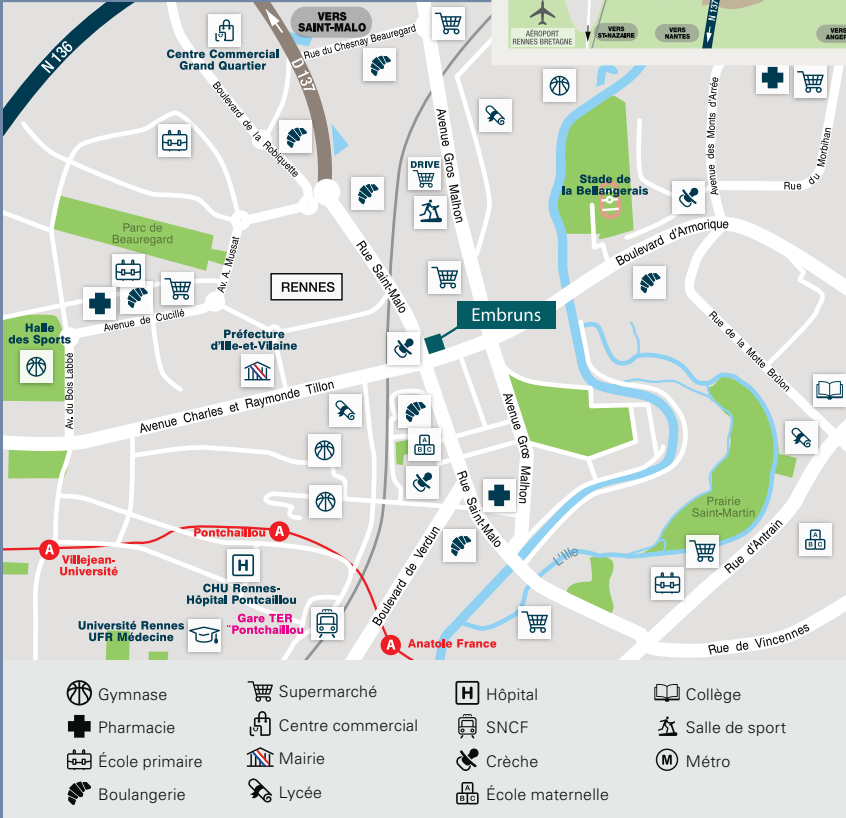 VERS
SAINT-MALO
N 136
D 137
Centre Commercial
Grand Quartier
Rue du Chesnay Beauregard
AÉROPORT
RENNES BRETAGNE
VERS
ST-NAZAIRE
VERS
NANTES
N 137
VERS
ANGER
Boulevard de la Robiquette
Avenue Gros Malhon
DRIVE
Stade de
la Bellangerais
Avenue des Monts d'Arrée
Rue du Morbihan
Parc de
Beauregard
Av. A. Mussat
Rue Saint-Malo
Boulevard d'Armorique
RENNES
Embruns
Avenue de Cucillé
Halle
des Sports
Préfecture
d'Ille-et-Vilaine
Rue de la Motte Brûlon
Av. du Bois Labbé
Avenue Charles et Raymonde Tillon
Avenue Gros Malhon
A
B C
Rue Saint-Malo
Prairie
Saint-Martin
Pontchaillou
A
A
Villejean-
Université
H
CHU Rennes-
Hôpital Pontcaillou
Boulevard de Verdun
L'Ille
Rue d'Antrain
A
B C
Université Rennes
UFR Médecine
Gare TER
"Pontchaillou
A
Anatole France
Rue de Vincennes
Gymnase
Supermarché
H
Hôpital
Collège
Pharmacie
Centre commercial
SNCF
Salle de sport
École primaire
Mairie
Crèche
M
Métro
Boulangerie
Lycée
A
B C
École maternelle